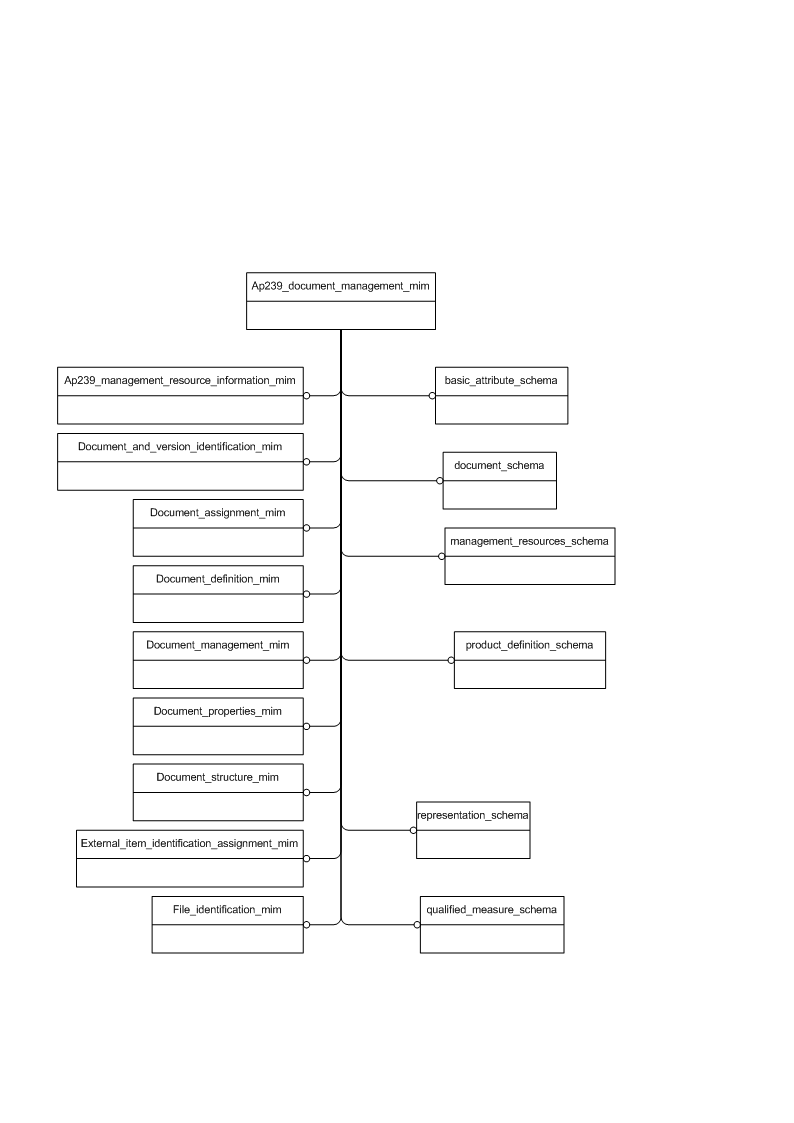 Ap239_document_management_mim
Ap239_management_resource_information_mim
basic_attribute_schema
Document_and_version_identification_mim
document_schema
Document_assignment_mim
management_resources_schema
Document_definition_mim
Document_management_mim
product_definition_schema
Document_properties_mim
Document_structure_mim
representation_schema
External_item_identification_assignment_mim
File_identification_mim
qualified_measure_schema